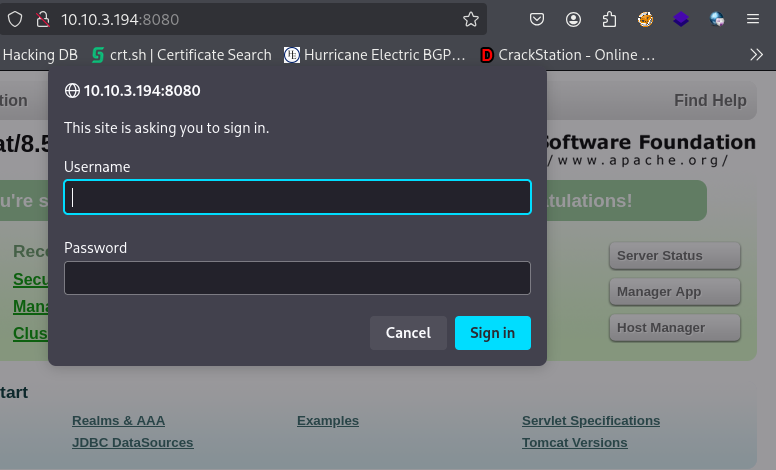 10.10.3.194:8080
Hacking DB crt.sh | Certificate Search Hurricane Electric BGP… CrackStation - Online …
10.10.3.194:8080
This site is asking you to sign in.
Find Help
at/8.5
Software Foundation
/www.apache.org/
Username
u're s
tulations!
Password
Rece
Secu
Mana
Clus
Server Status
Manager App
Host Manager
Cancel Sign in
tart
Realms & AAA Examples Servlet Specifications
JDBC DataSources Tomcat Versions